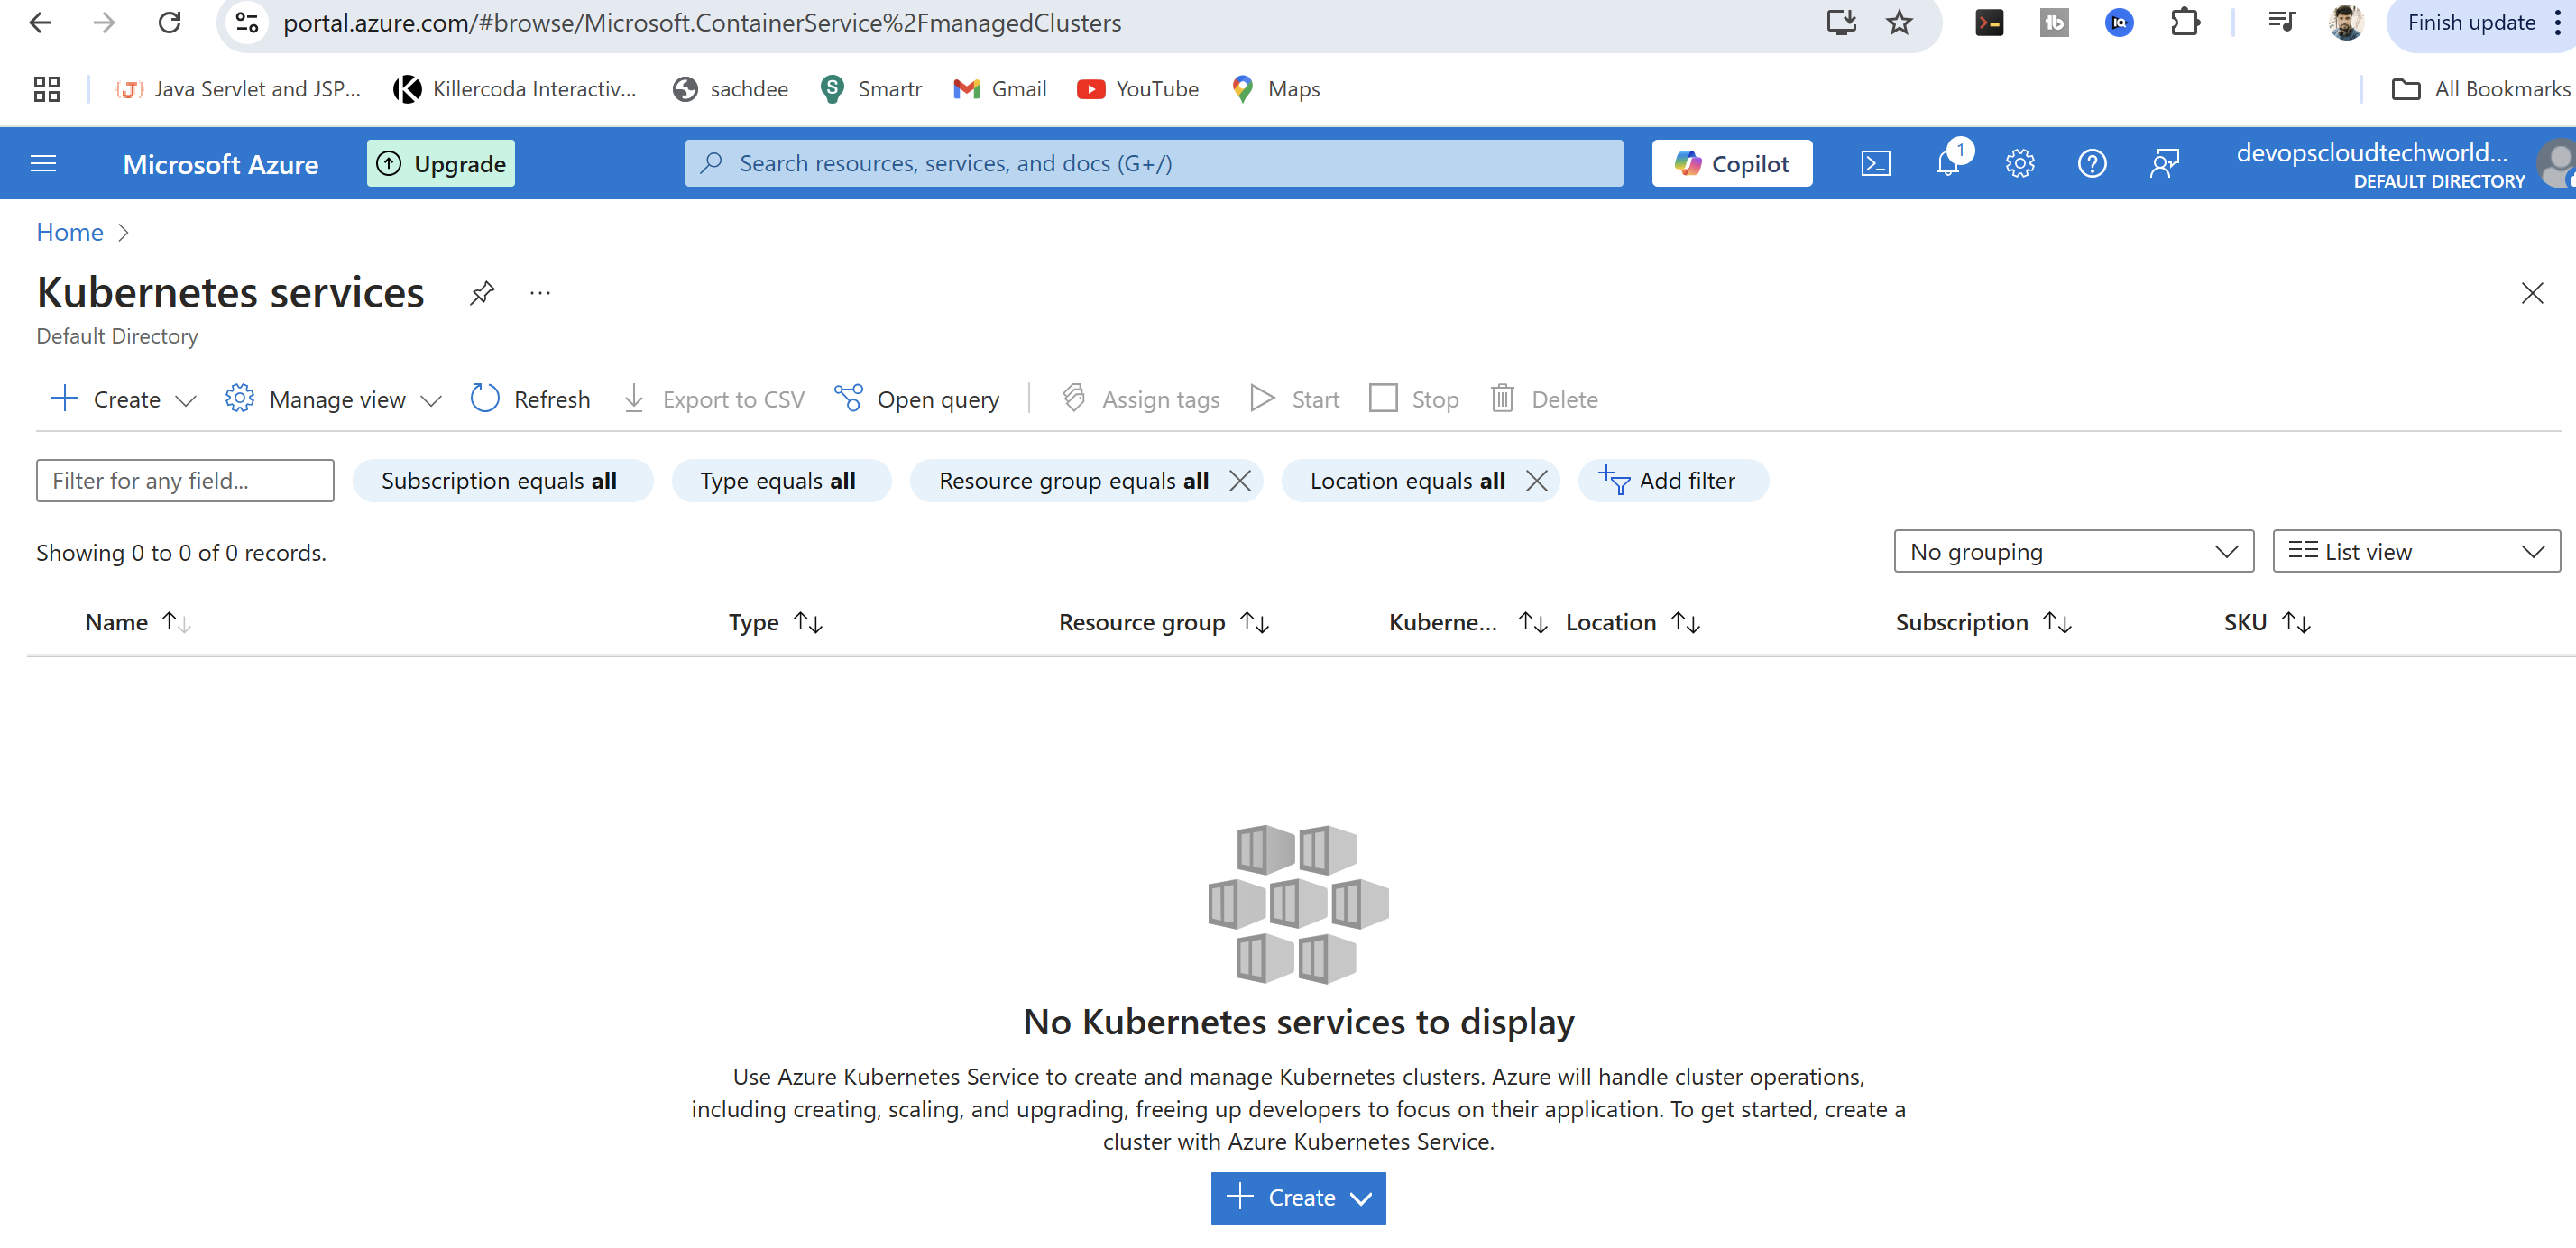 portal.azure.com/#browse/Microsoft.ContainerService%2FmanagedClusters
Finish update
Java Servlet and JSP...
Killercoda Interactiv...
sachdee
Smartr
Gmail
YouTube
Maps
All Bookmarks
Microsoft Azure
Upgrade
Search resources, services, and docs (G+/)
Copilot
1
devopscloudtechworld...
DEFAULT DIRECTORY
Home
Kubernetes services
...
Default Directory
Create
Manage view
Refresh
Export to CSV
Open query
Assign tags
Start
Stop
Delete
Filter for any field...
Subscription equals all
Type equals all
Resource group equals all
Location equals all
Add filter
Showing 0 to 0 of 0 records.
No grouping
List view
Name
Type
Resource group
Kuberne...
Location
Subscription
SKU
No Kubernetes services to display
Use Azure Kubernetes Service to create and manage Kubernetes clusters. Azure will handle cluster operations,
including creating, scaling, and upgrading, freeing up developers to focus on their application. To get started, create a
cluster with Azure Kubernetes Service.
Create